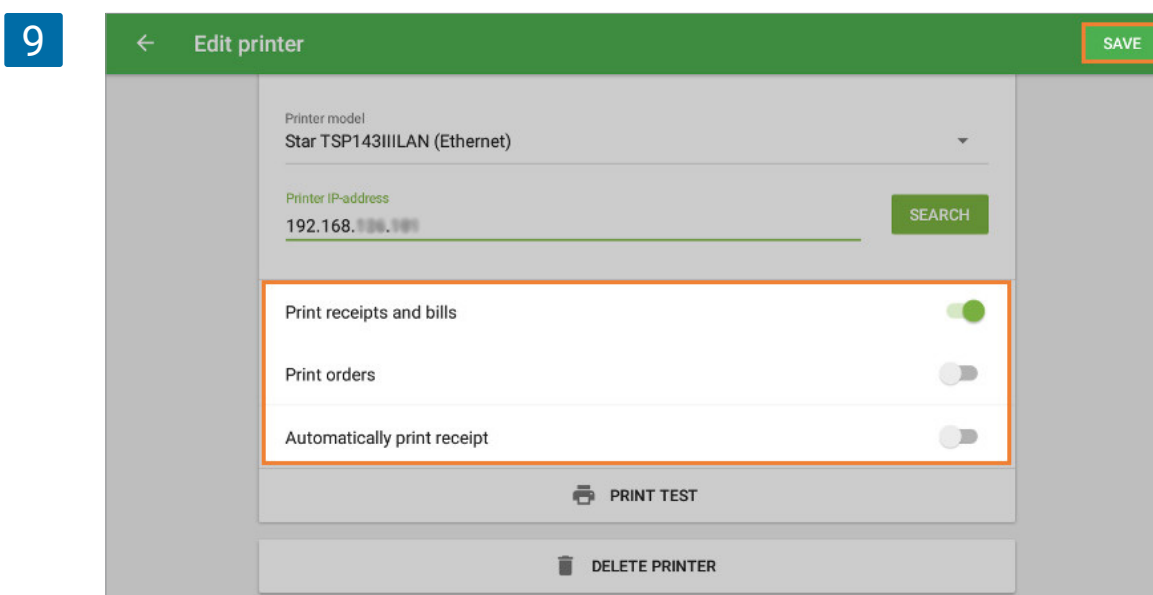 9
Edit printer
SAVE
Printer model
Star TSP143IIILAN (Ethernet)
Printer IP-address
192.168.
SEARCH
Print receipts and bills
Print orders
Automatically print receipt
PRINT TEST
DELETE PRINTER